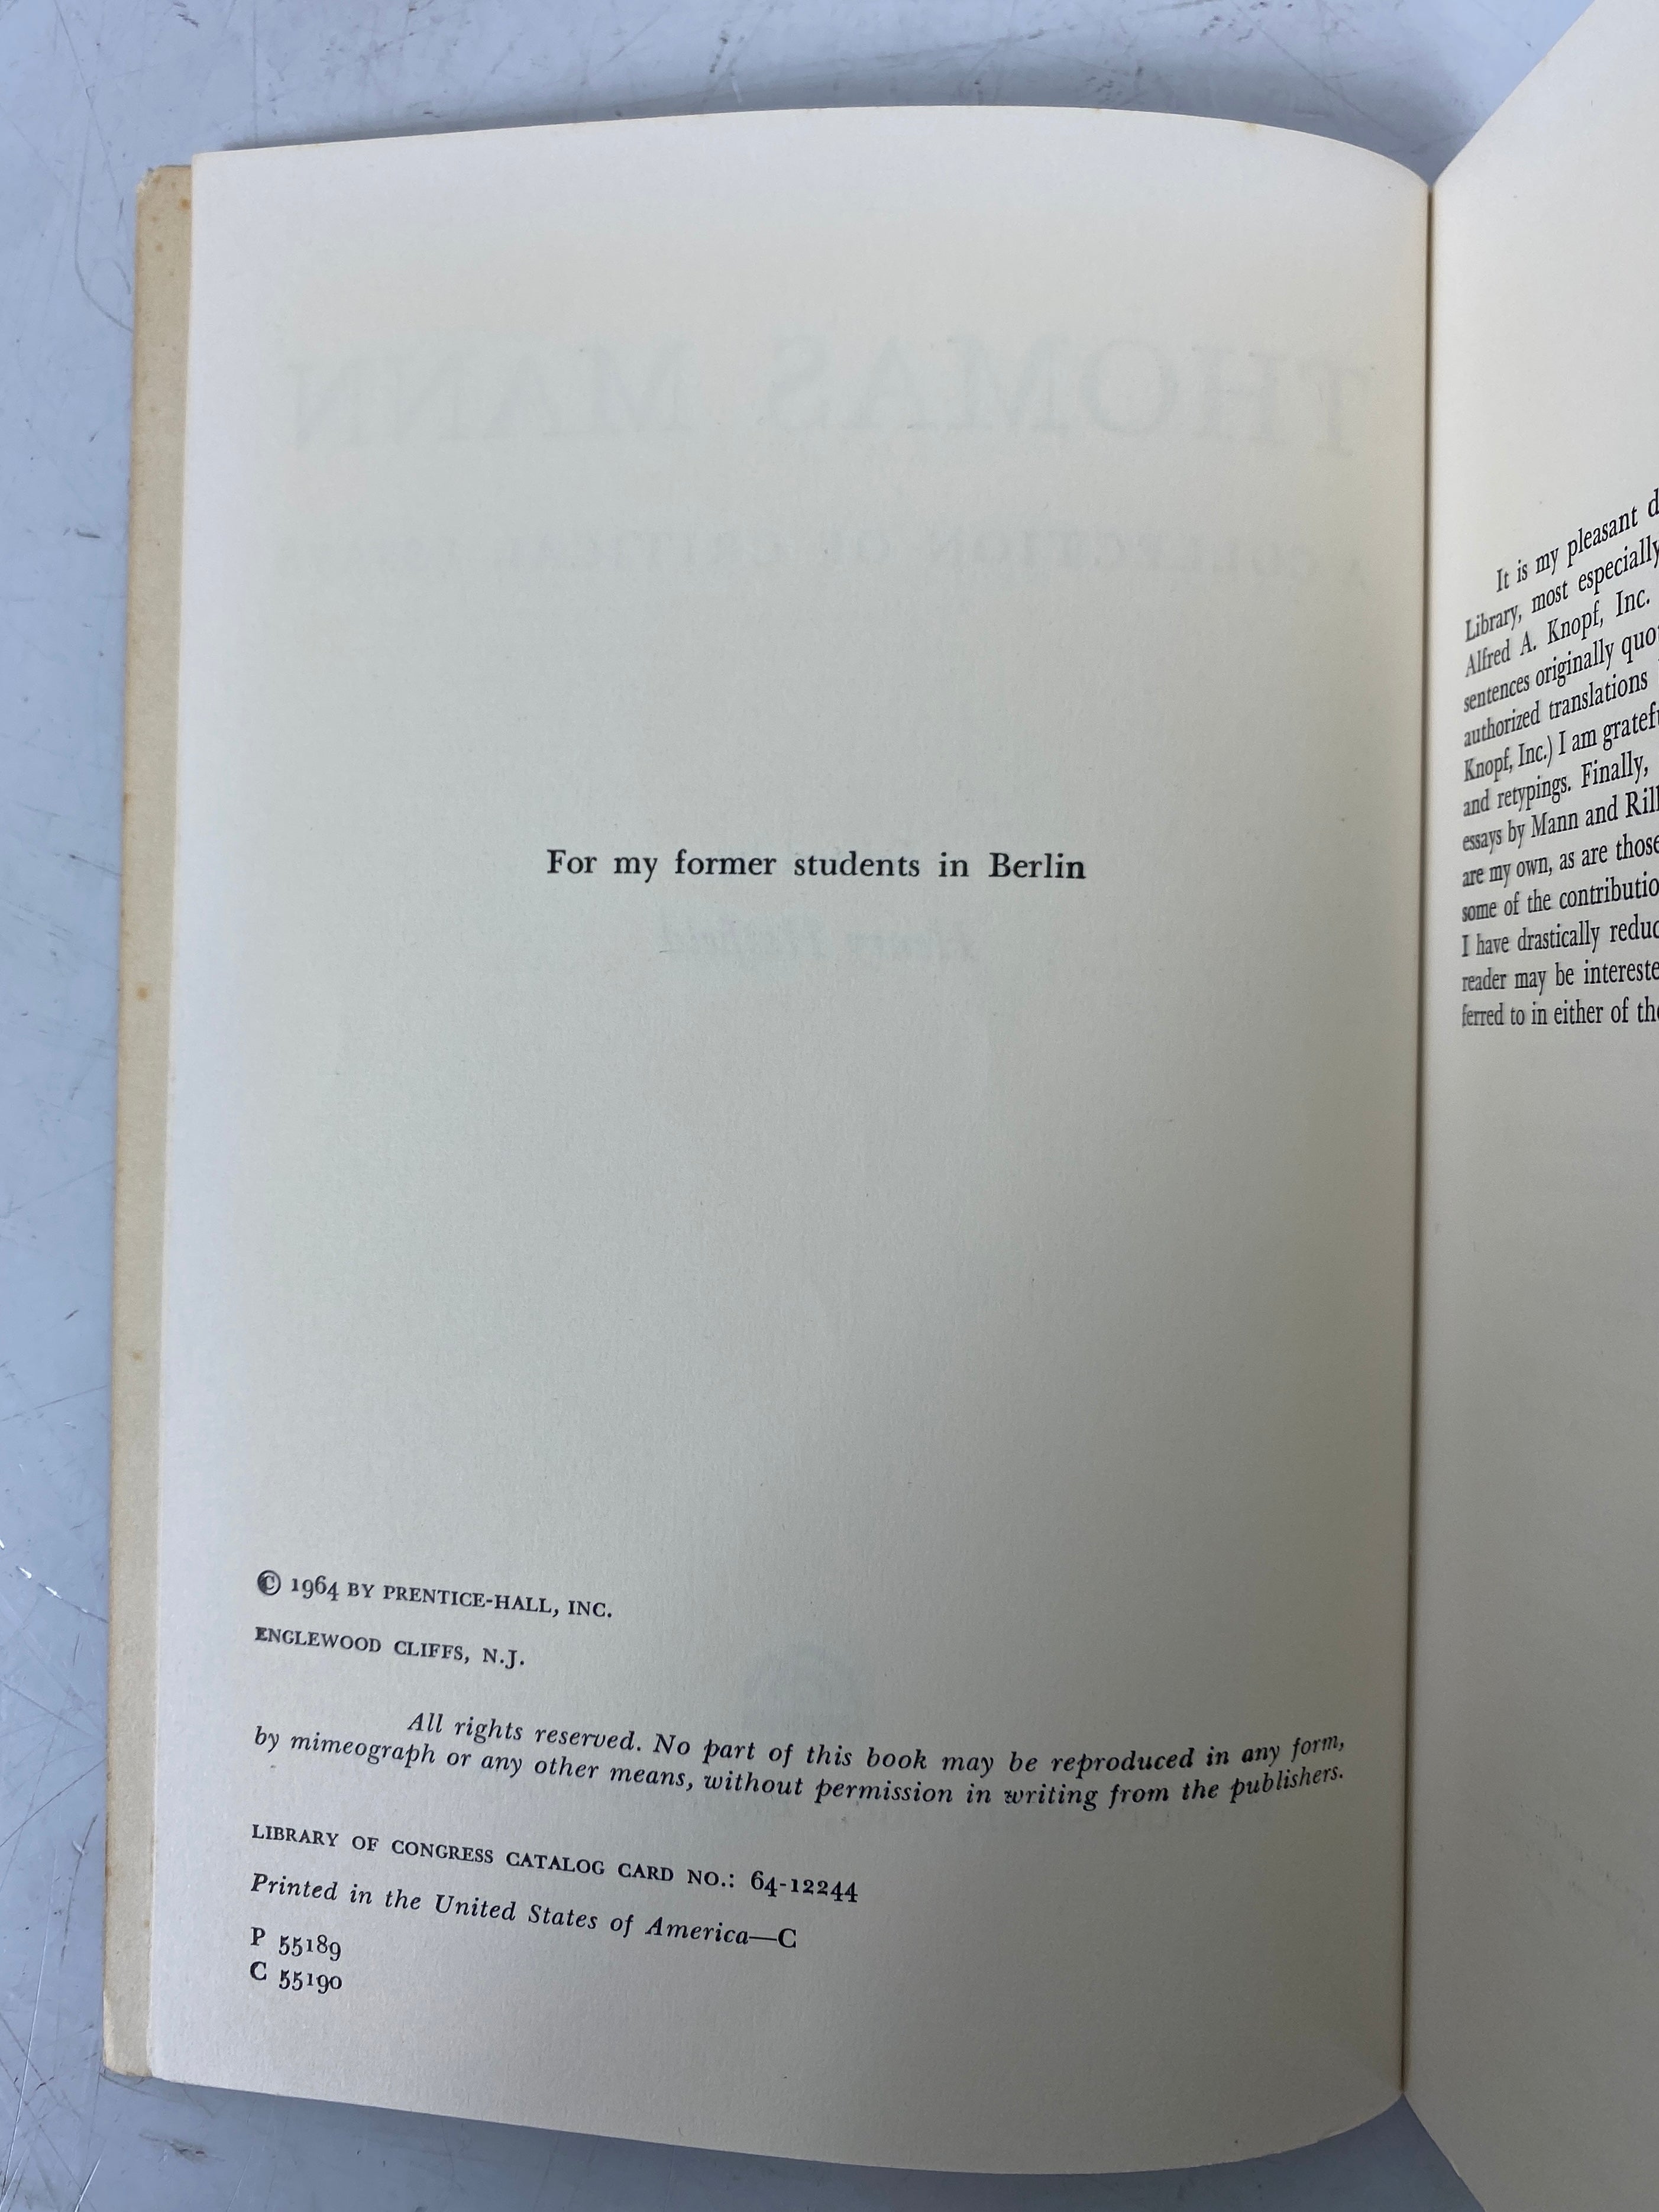 For my former students in Berlin
© 1964 BY PRENTICE-HALL, INC.
ENGLEWOOD CLIFFS, N.J.
All rights reserved. No part of this book may be reproduced in any form,
by mimeograph or any other means, without permission in writing from the publishers.
LIBRARY OF CONGRESS CATALOG CARD NO.: 64-12244
Printed in the United States of America—C
P 55189
C 55190
THOMAS MANN
COLLECTION OF CRITICAL
It is my pleasant
Library, most especially
Alfred A. Knopf, Inc.
sentences originally
authorized translations
Knopf, Inc.) I am
and retypings. Finally,
essays by Mann and
are my own, as are those
some of the
I have drastically
reader may be
ferred to in either of